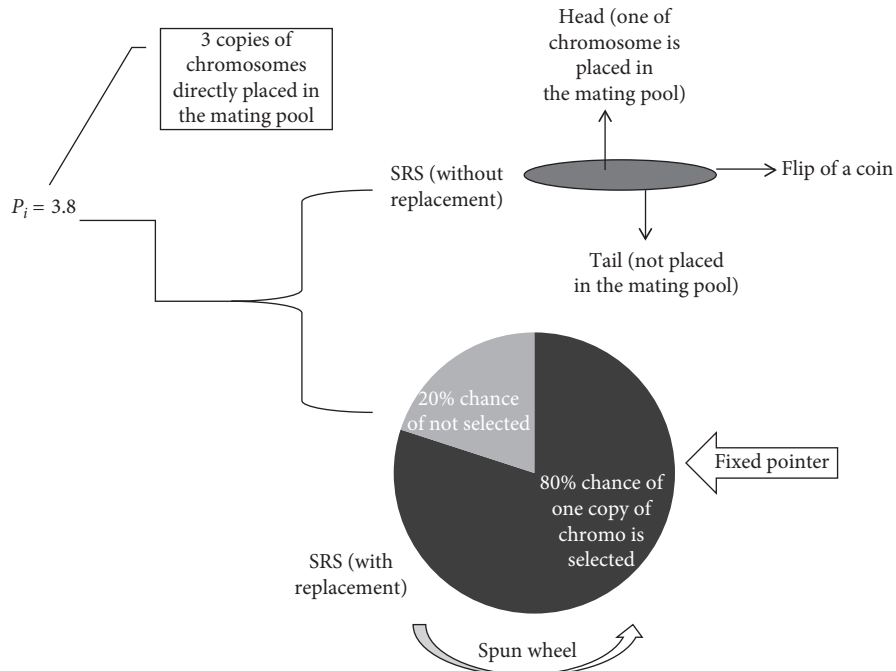 3 copies of
chromosomes
directly placed in
the mating pool
Head (one of
chromosome is
placed in
the mating pool)
P_i = 3.8
SRS (without
replacement)
Flip of a coin
Tail (not placed
in the mating pool)
20% chance
of not selected
80% chance of
one copy of
chromo is
selected
Fixed pointer
SRS (with
replacement)
Spun wheel